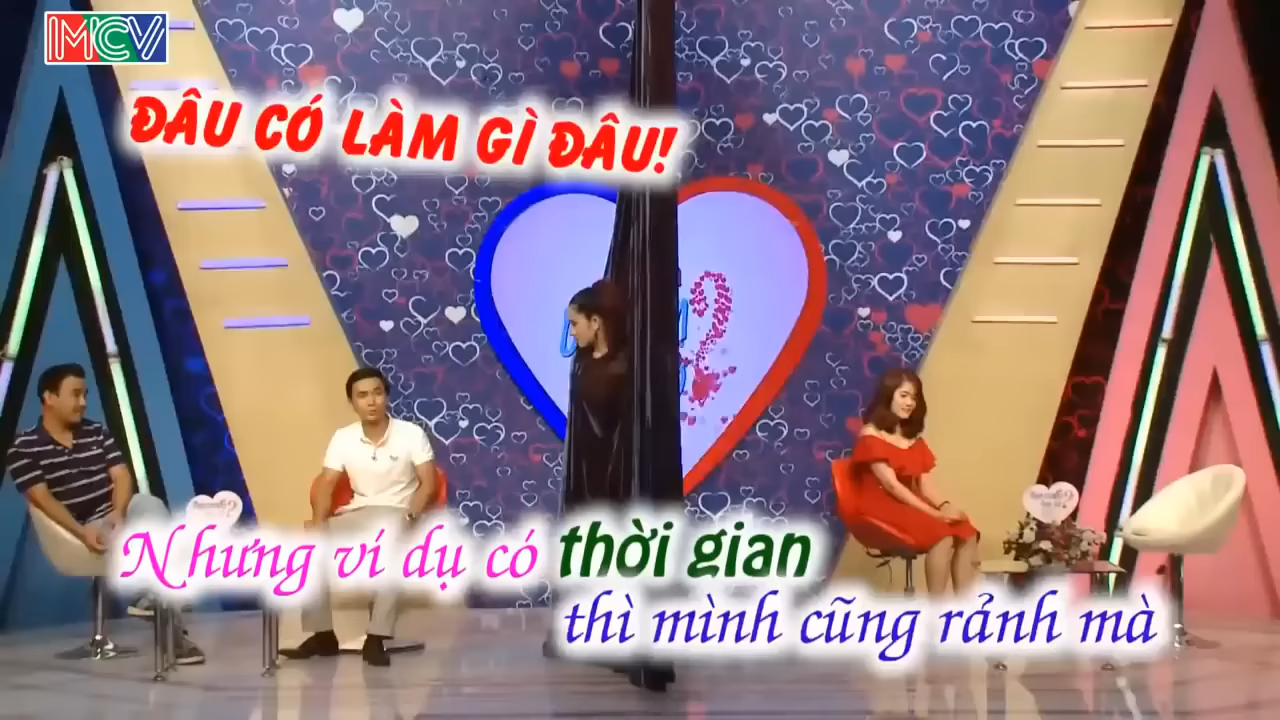 MCV
ĐÂU CÓ LÀM GÌ ĐÂU!
Nhưng ví dụ có thời gian
thì mình cũng rảnh mà